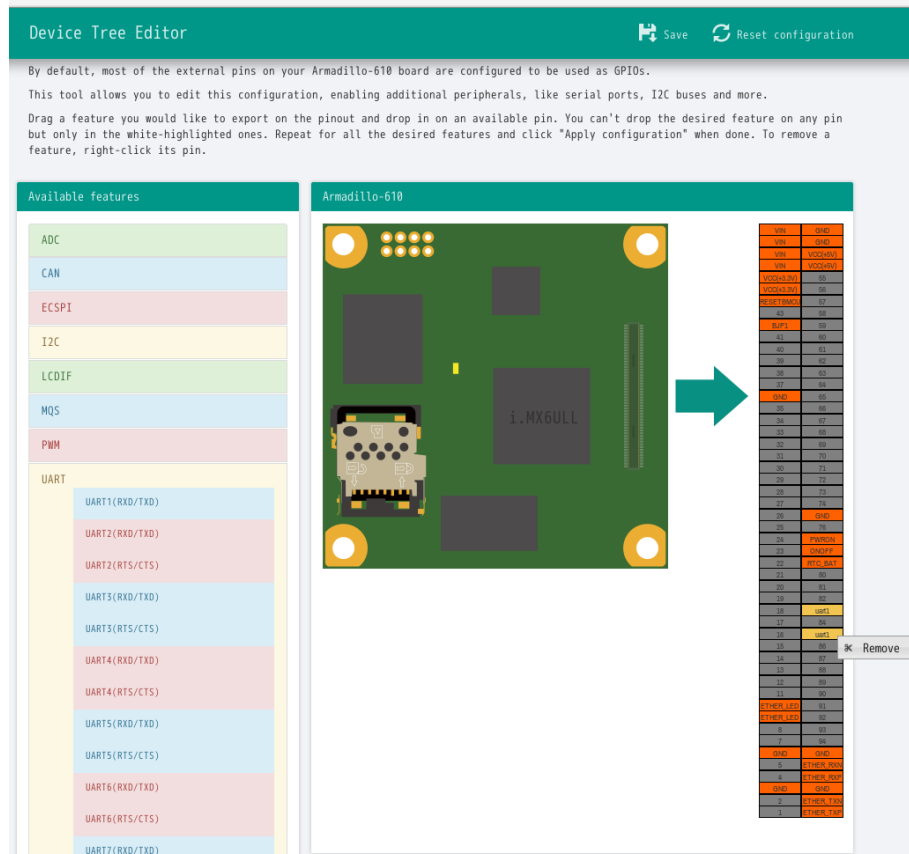 Device Tree Editor
Save
Reset configuration
By default, most of the external pins on your Armadillo-610 board are configured to be used as GPIOs.
This tool allows you to edit this configuration, enabling additional peripherals, like serial ports, I2C buses and more.
Drag a feature you would like to export on the pinout and drop in on an available pin. You can't drop the desired feature on any pin
but only in the white-highlighted ones. Repeat for all the desired features and click "Apply configuration" when done. To remove a
feature, right-click its pin.
Available features
ADC
CAN
ECSPI
I2C
LCDIF
MQS
PWM
UART
UART1(RXD/TXD)
UART2(RXD/TXD)
UART2(RTS/CTS)
UART3(RXD/TXD)
UART3(RTS/CTS)
UART4(RXD/TXD)
UART4(RTS/CTS)
UART5(RXD/TXD)
UART5(RTS/CTS)
UART6(RXD/TXD)
UART6(RTS/CTS)
UART7(RXD/TXD)
Armadillo-610
i.MX6ULL
VIN GND
VIN GND
VIN VCC(+5V)
VIN VCC(+5V)
VCC(+3.3V) 55
VCC(+3.3V) 56
RESETBMCU 57
43 58
BJP1 59
41 60
40 61
39 62
38 63
37 64
GND 65
35 66
34 67
33 68
32 69
31 70
30 71
29 72
28 73
27 74
26 GND
25 76
24 PWRON
23 ONOFF
22 RTC_BAT
21 80
20 81
19 82
18 uart1
17 84
16 uart1
15 86
14 87
13 88
12 89
11 90
ETHER_LED 91
ETHER_LED 92
8 93
7 94
GND GND
5 ETHER_RXN
4 ETHER_RXP
GND GND
2 ETHER_TXN
1 ETHER_TXP
Remove